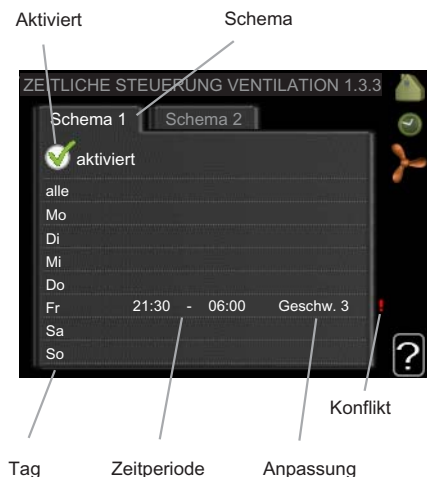 Aktiviert Schema
ZEITLICHE STEUERUNG VENTILATION 1.3.3
Schema 1 Schema 2
aktiviert
alle
Mo
Di
Mi
Do
Fr 21:30 - 06:00 Geschw. 3 !
Sa
So
?
Konflikt
Tag Zeitperiode Anpassung